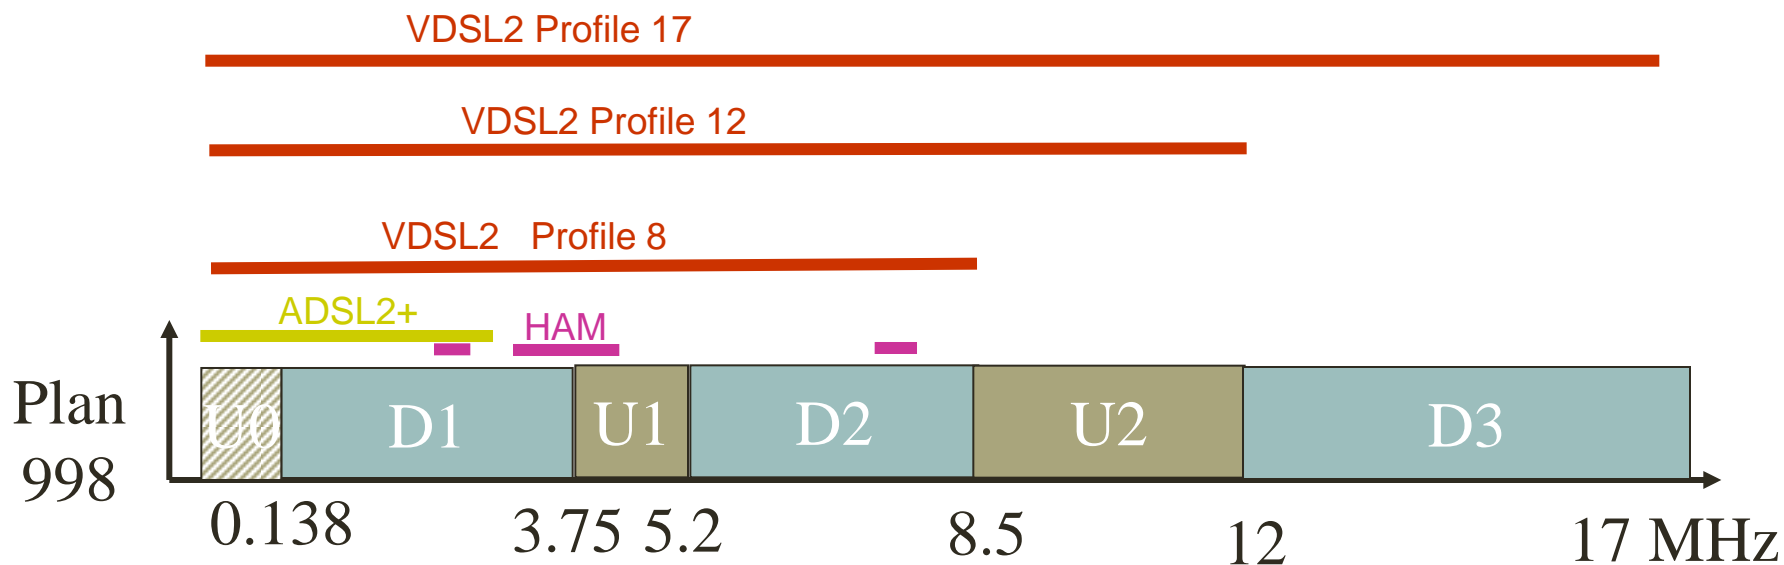 VDSL2 Profile 17
VDSL2 Profile 12
VDSL2 Profile 8
ADSL2+
HAM
Plan
998
U0 D1 U1 D2 U2 D3
0.138 3.75 5.2 8.5 12 17 MHz